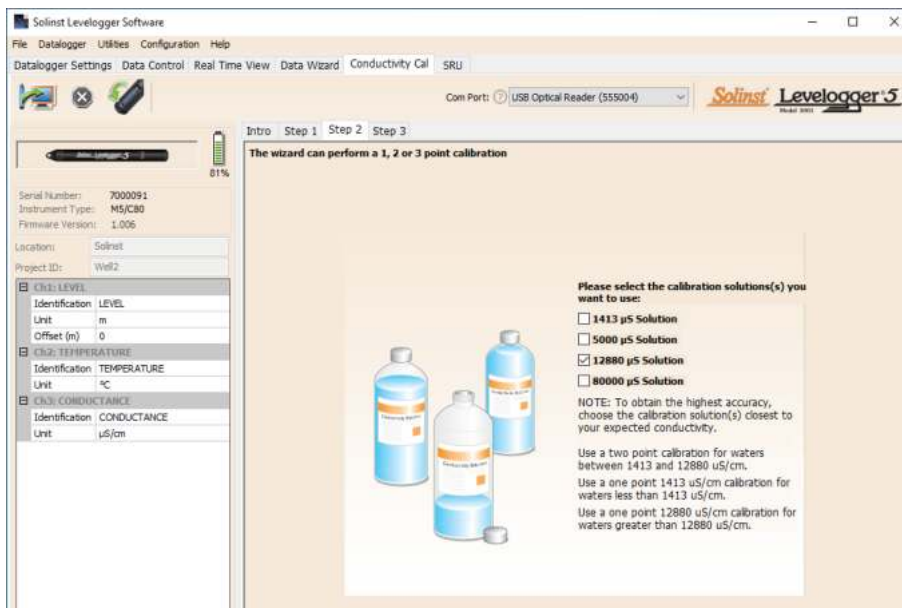 Solinst Levelogger Software
File Datalogger Utilities Configuration Help
Datalogger Settings Data Control Real Time View Data Wizard Conductivity Cal SRU
Com Port: ? USB Optical Reader (555004)
Solinst Levelogger 5
Model 3001
81%
Serial Number: 7000091
Instrument Type: M5/C80
Firmware Version: 1.006
Location: Solinst
Project ID: Well2
Ch1: LEVEL
Identification LEVEL
Unit m
Offset (m) 0
Ch2: TEMPERATURE
Identification TEMPERATURE
Unit °C
Ch3: CONDUCTANCE
Identification CONDUCTANCE
Unit µS/cm
Intro Step 1 Step 2 Step 3
The wizard can perform a 1, 2 or 3 point calibration
Please select the calibration solutions(s) you
want to use:
1413 µS Solution
5000 µS Solution
12880 µS Solution
80000 µS Solution
NOTE: To obtain the highest accuracy,
choose the calibration solution(s) closest to
your expected conductivity.
Use a two point calibration for waters
between 1413 and 12880 uS/cm.
Use a one point 1413 uS/cm calibration for
waters less than 1413 uS/cm.
Use a one point 12880 uS/cm calibration for
waters greater than 12880 uS/cm.